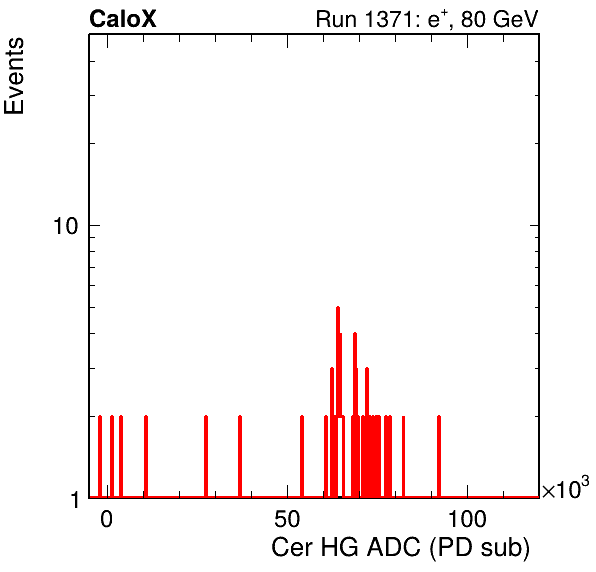 CaloX Run 1371: e⁺, 80 GeV
Events
10
1
0 50 100 ×10³
Cer HG ADC (PD sub)